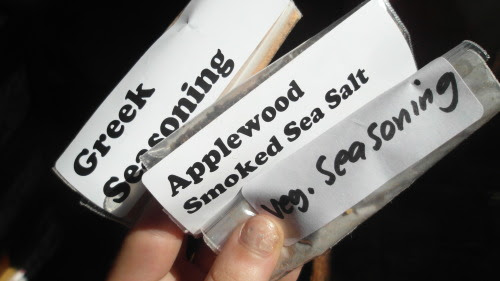 Greek
Seasoning
Applewood
Smoked Sea Salt
Veg. Seasoning